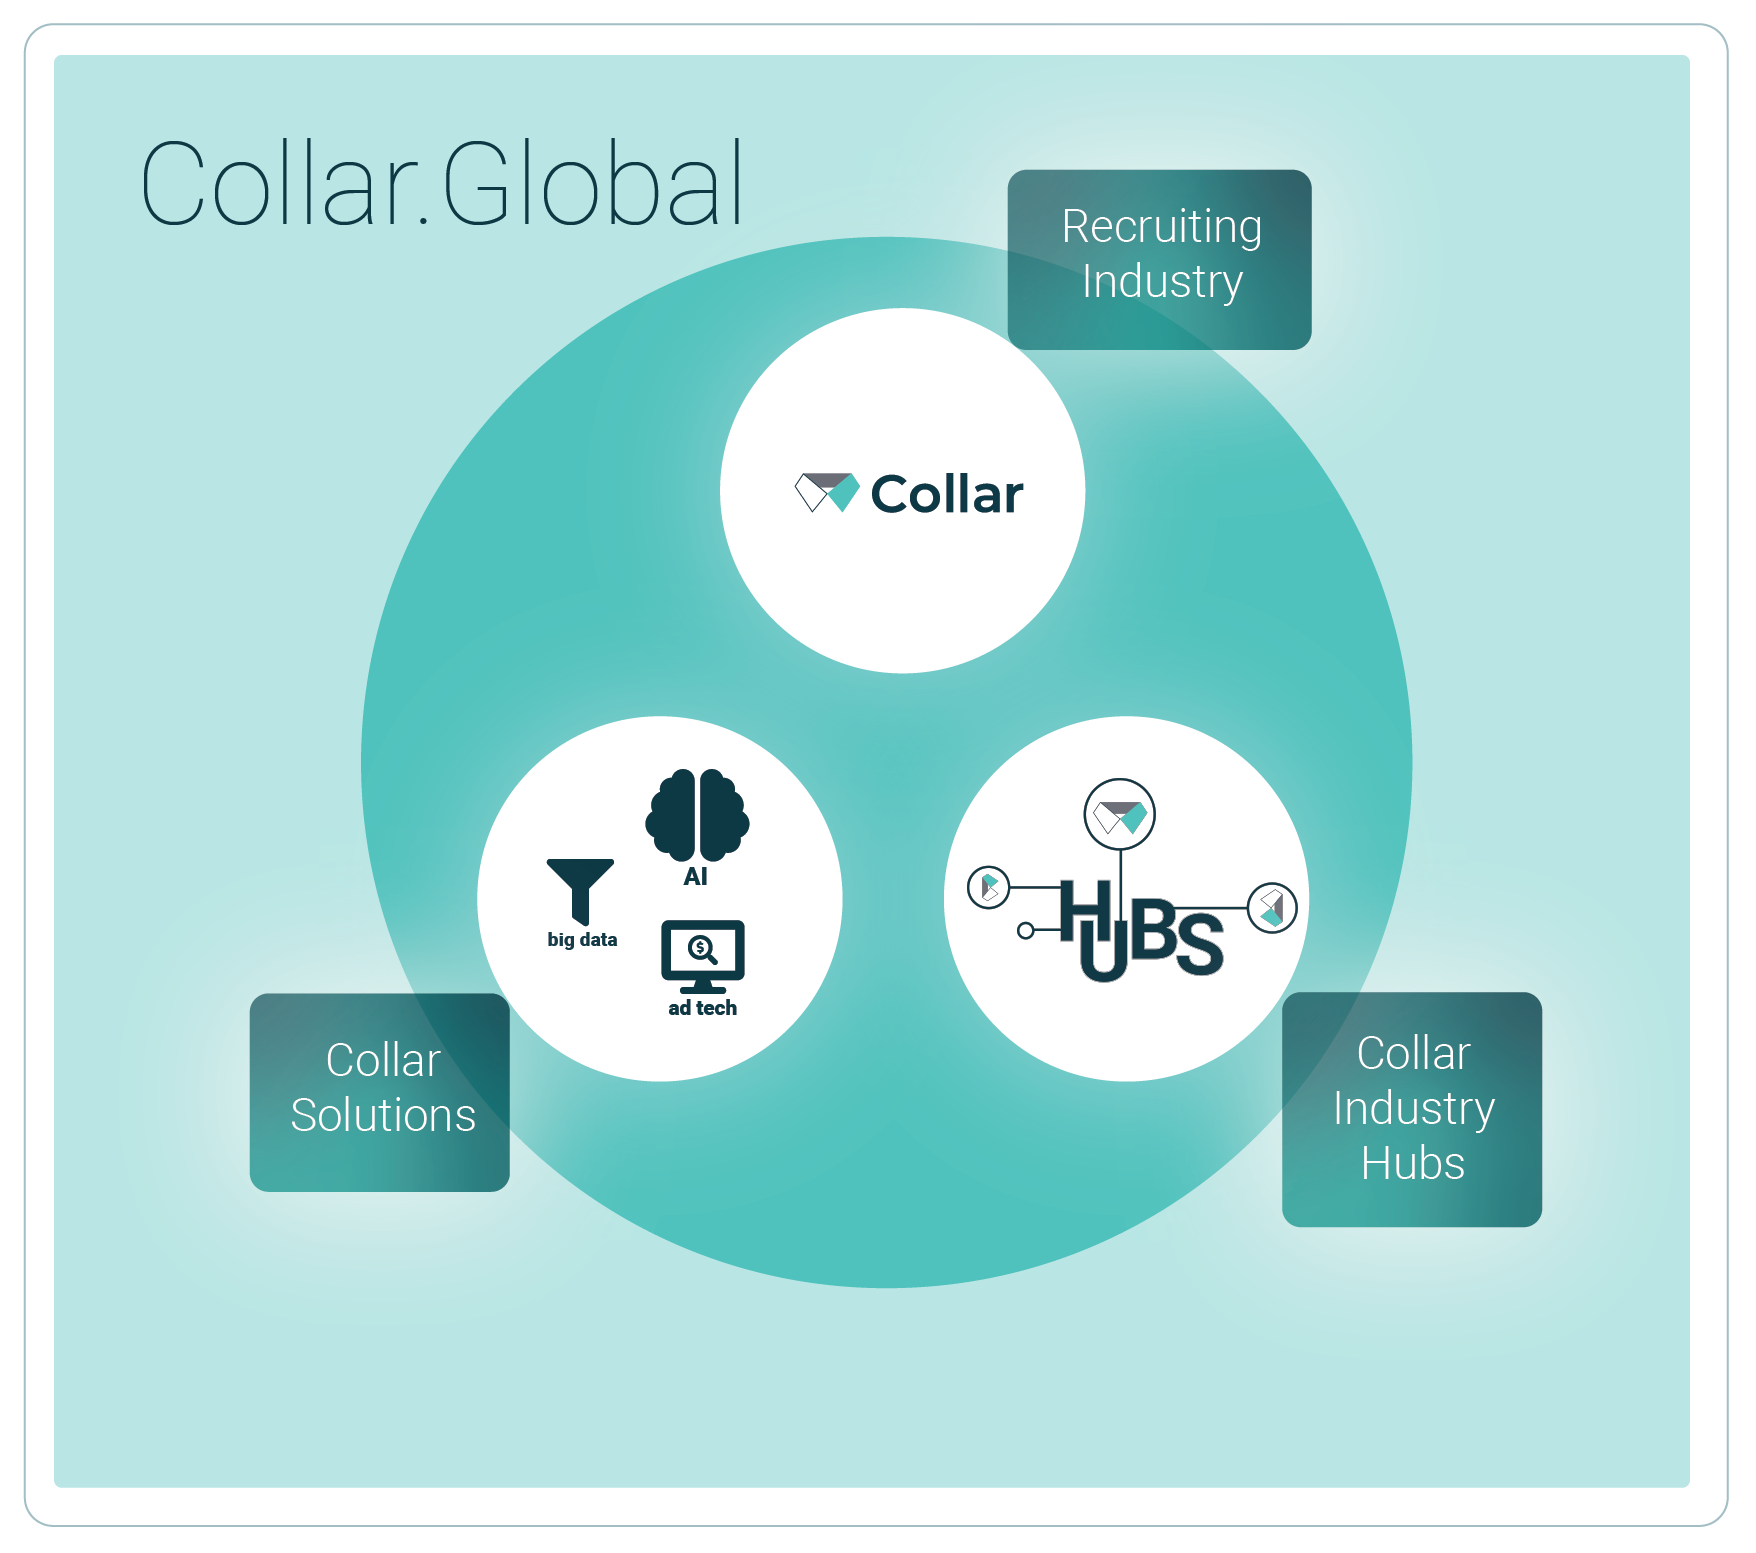 Collar.Global
Recruiting
Industry
Collar
AI
big data
$
ad tech
HUBS
Collar
Solutions
Collar
Industry
Hubs